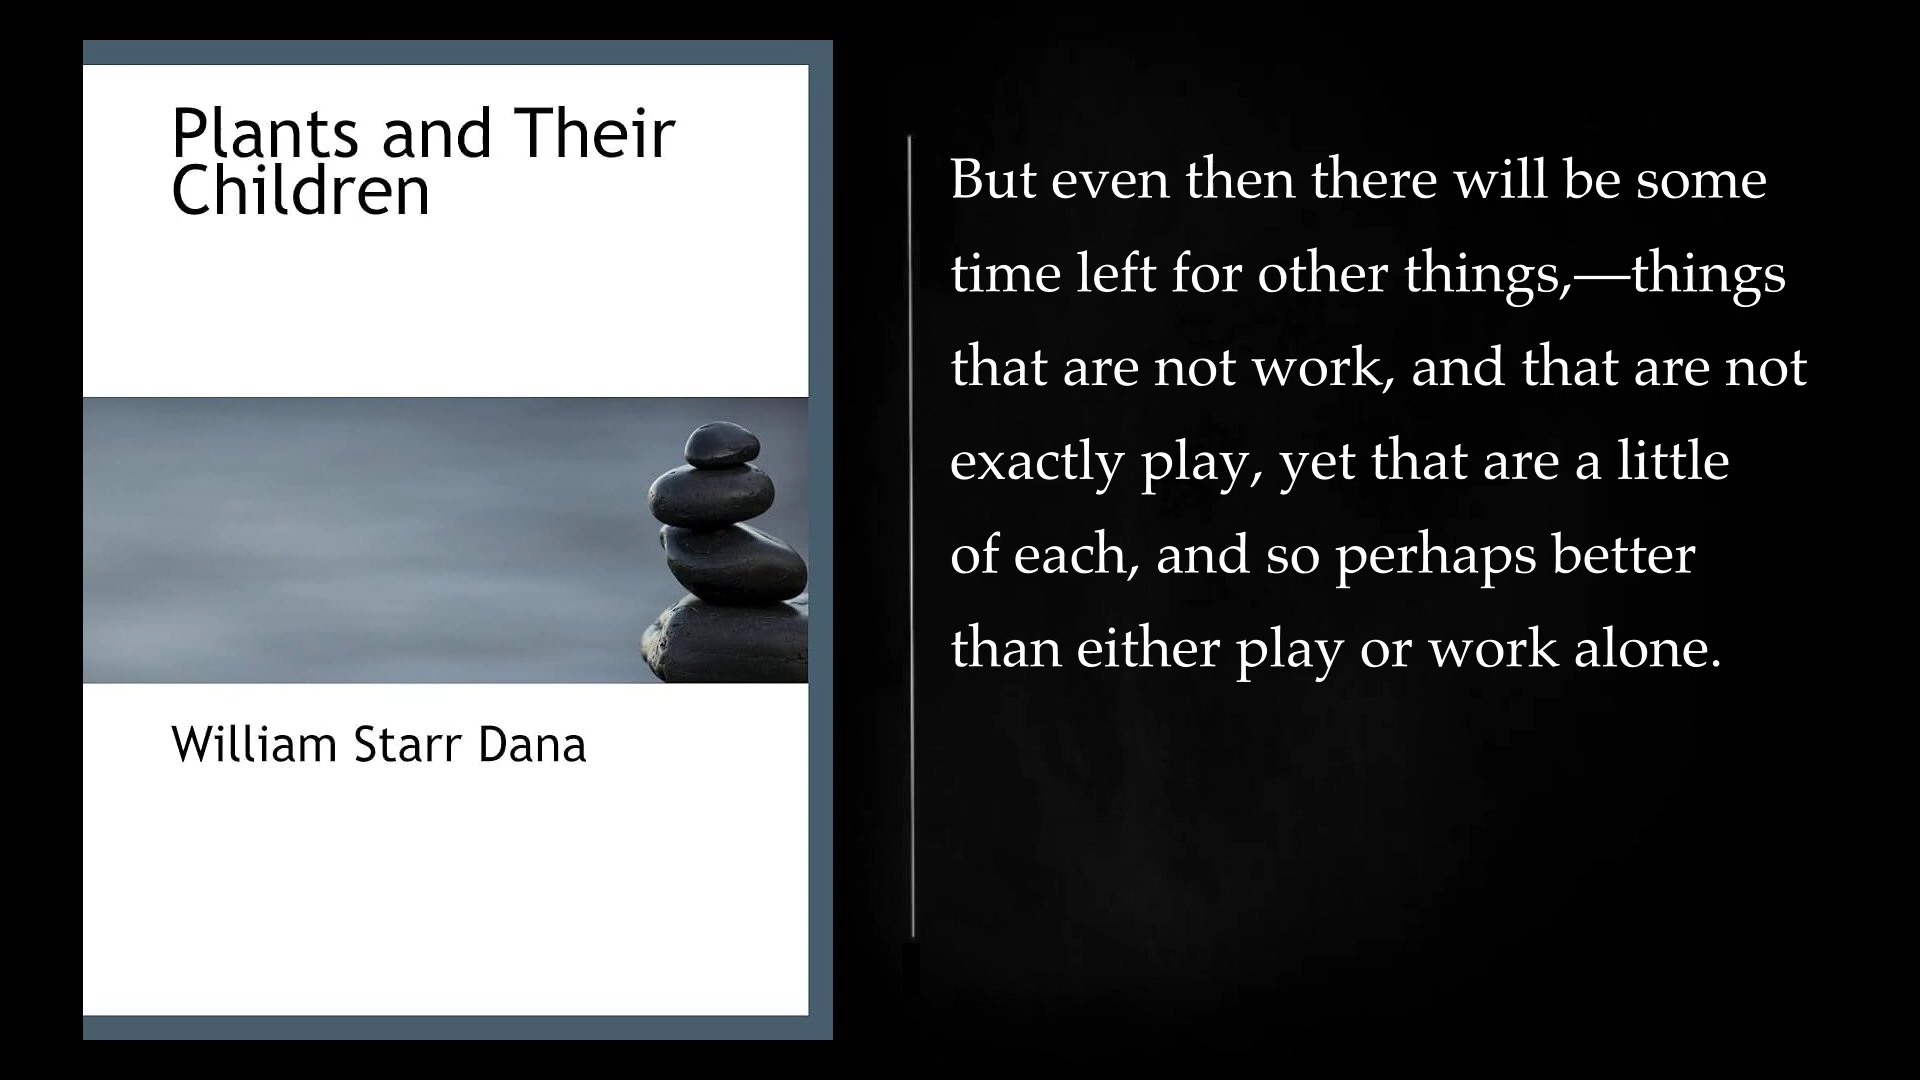 Plants and Their
Children
William Starr Dana
But even then there will be some
time left for other things,—things
that are not work, and that are not
exactly play, yet that are a little
of each, and so perhaps better
than either play or work alone.